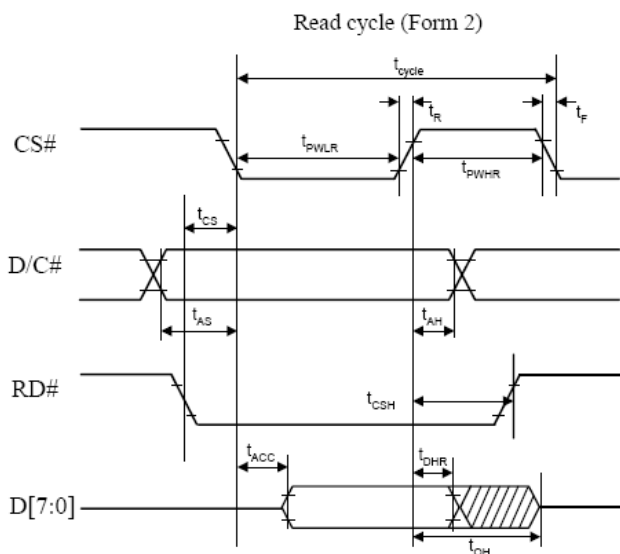 Read cycle (Form 2)
tcycle
tR
tF
CS#
tPWLR
tPWHR
tCS
D/C#
tAS
tAH
RD#
tCSH
tACC
tDHR
D[7:0]
tOH